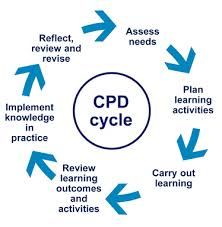 Assess
needs
Plan
learning
activities
Carry out
learning
Review
learning
outcomes
and
activities
Implement
knowledge
in
practice
Reflect,
review and
revise
CPD
cycle